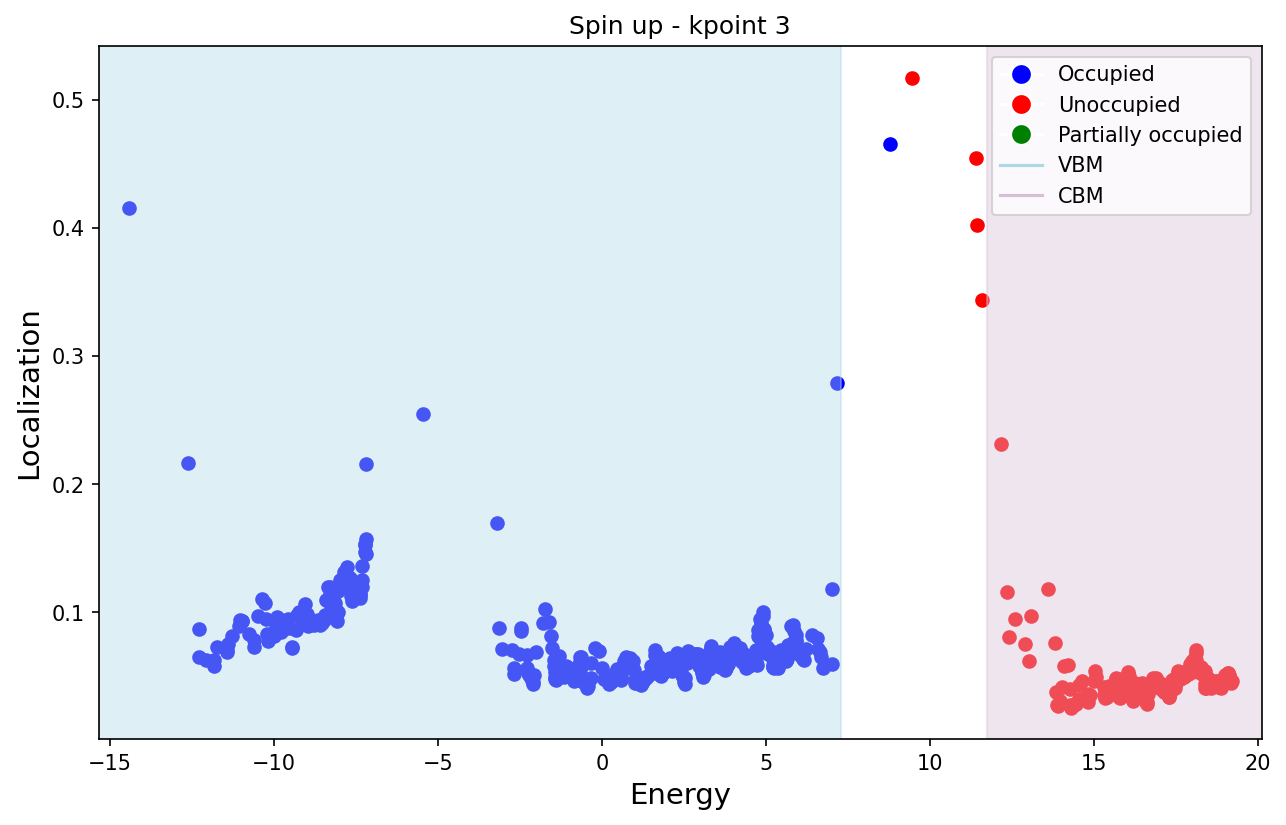 Spin up - kpoint 3
Localization
0.5
0.4
0.3
0.2
0.1
Occupied
Unoccupied
Partially occupied
VBM
CBM
−15
−10
−5
0
5
10
15
20
Energy